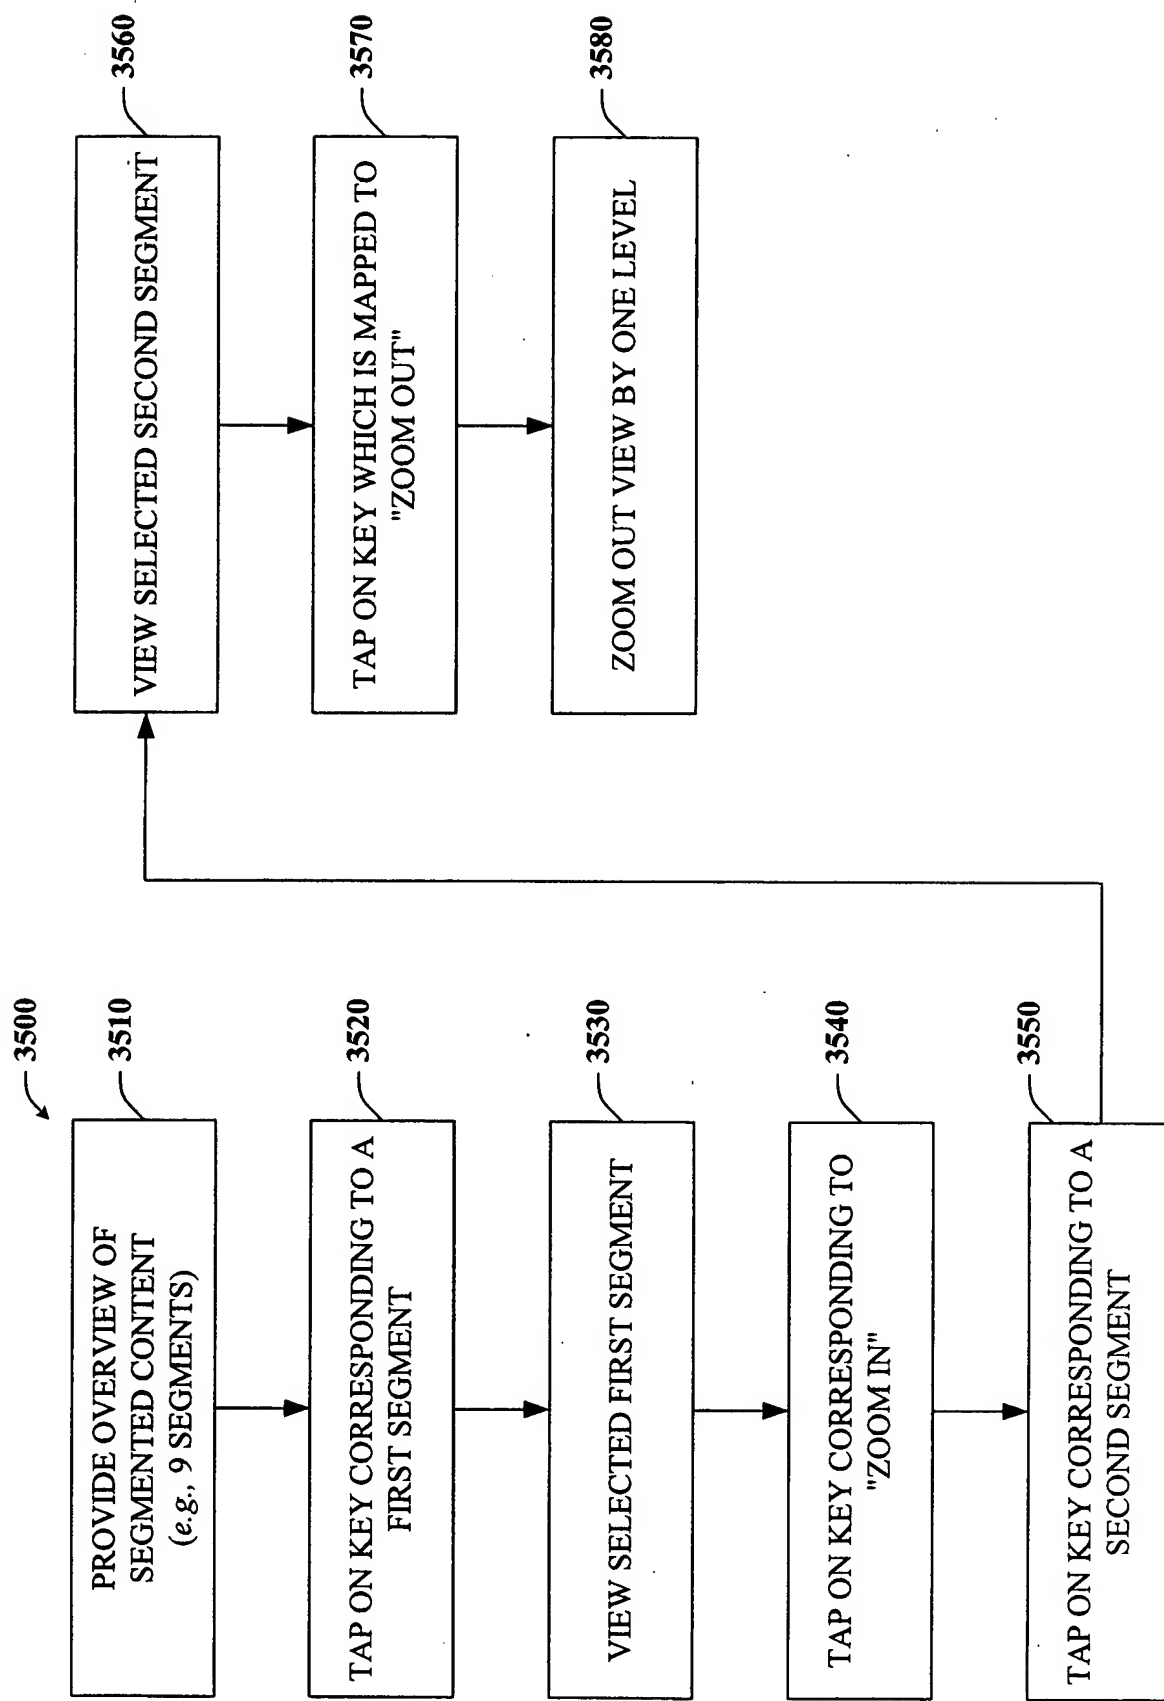 3500
3510
PROVIDE OVERVIEW OF
SEGMENTED CONTENT
(e.g., 9 SEGMENTS)
3520
TAP ON KEY CORRESPONDING TO A
FIRST SEGMENT
3530
VIEW SELECTED FIRST SEGMENT
3540
TAP ON KEY CORRESPONDING TO
"ZOOM IN"
3550
TAP ON KEY CORRESPONDING TO A
SECOND SEGMENT
3560
VIEW SELECTED SECOND SEGMENT
3570
TAP ON KEY WHICH IS MAPPED TO
"ZOOM OUT"
3580
ZOOM OUT VIEW BY ONE LEVEL